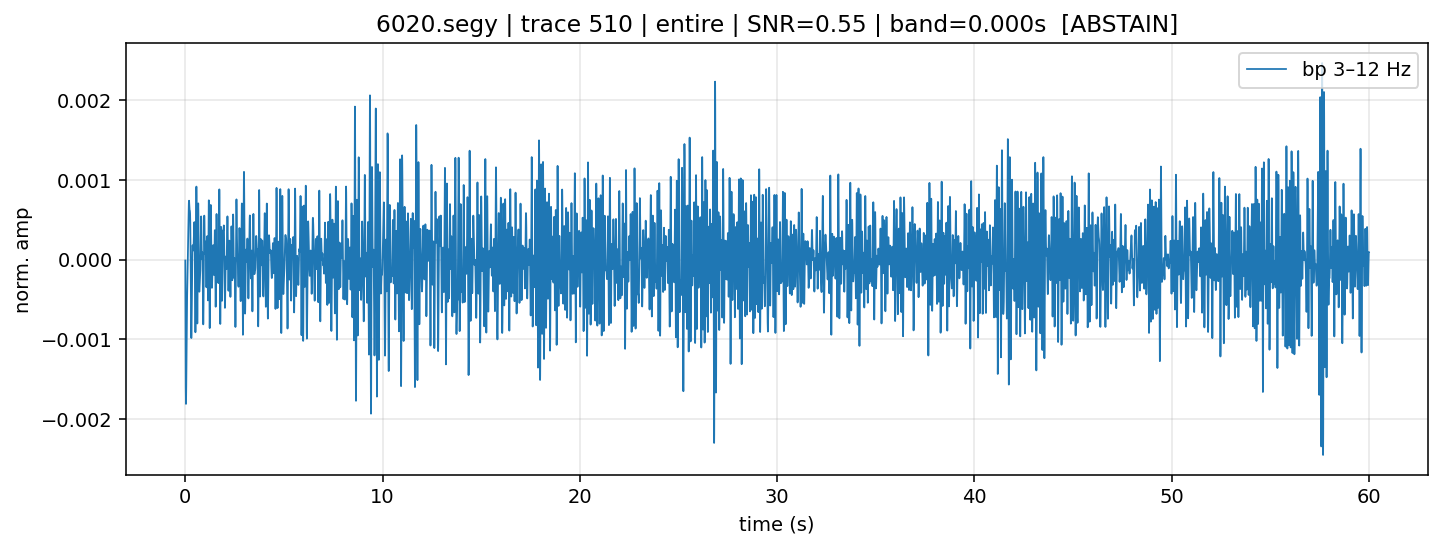 6020.segy | trace 510 | entire | SNR=0.55 | band=0.000s [ABSTAIN]
bp 3–12 Hz
norm. amp
0.002
0.001
0.000
−0.001
−0.002
0 10 20 30 40 50 60
time (s)